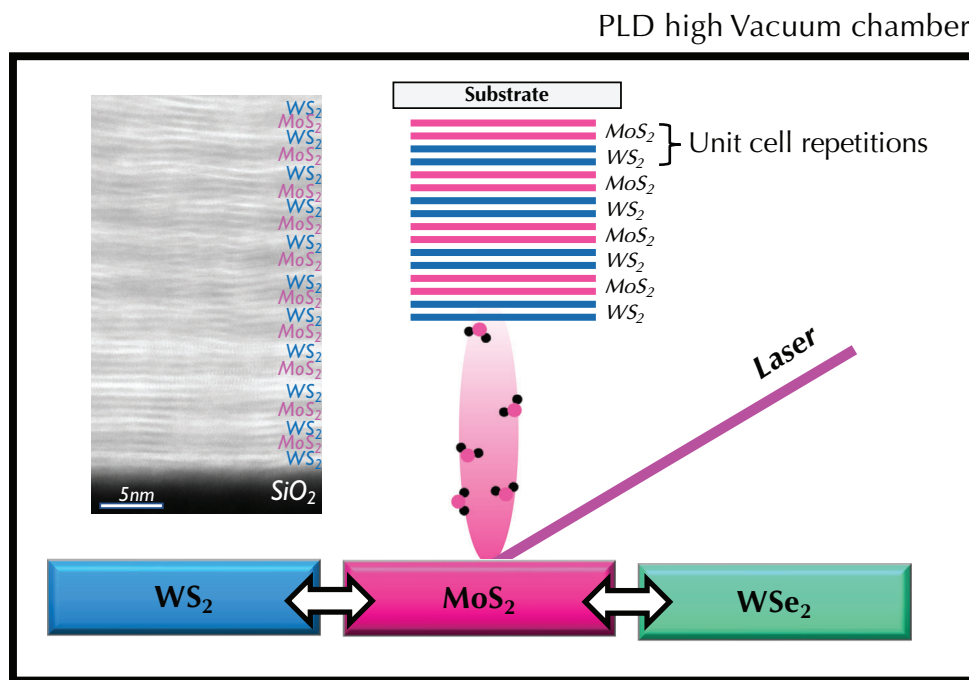 PLD high Vacuum chamber
WS₂
MoS₂
WS₂
MoS₂
WS₂
MoS₂
WS₂
MoS₂
WS₂
MoS₂
WS₂
MoS₂
WS₂
MoS₂
WS₂
MoS₂
WS₂
MoS₂
WS₂
MoS₂
WS₂
SiO₂
5nm
Substrate
MoS₂
WS₂
Unit cell repetitions
MoS₂
WS₂
MoS₂
WS₂
MoS₂
WS₂
Laser
WS₂
MoS₂
WSe₂